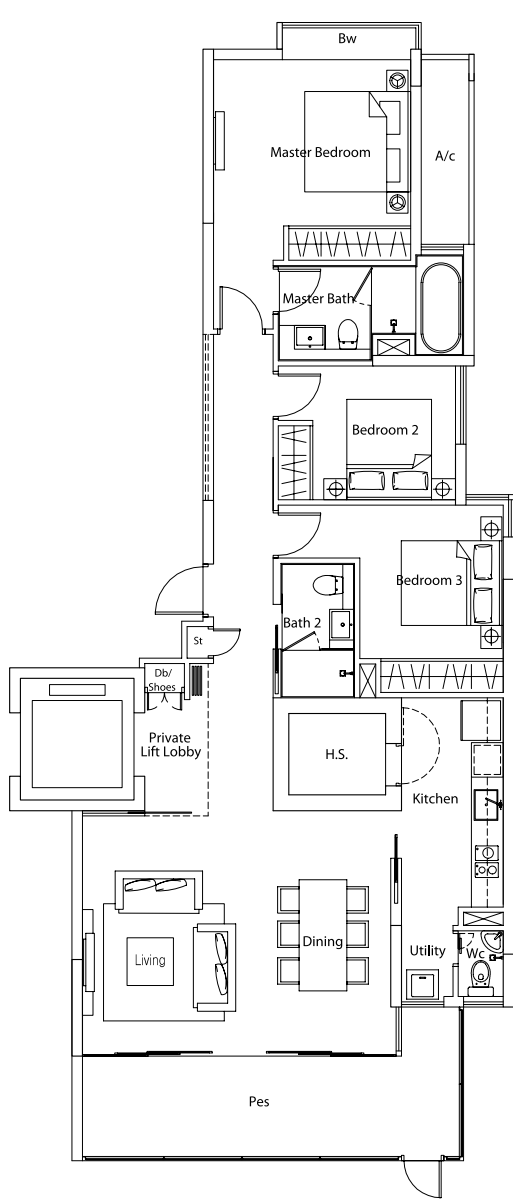 Bw
Master Bedroom
A/c
Master Bath
Bedroom 2
Bedroom 3
Bath 2
St
Db/
Shoes
Private
Lift Lobby
H.S.
Kitchen
Dining
Living
Utility
Wc
Pes